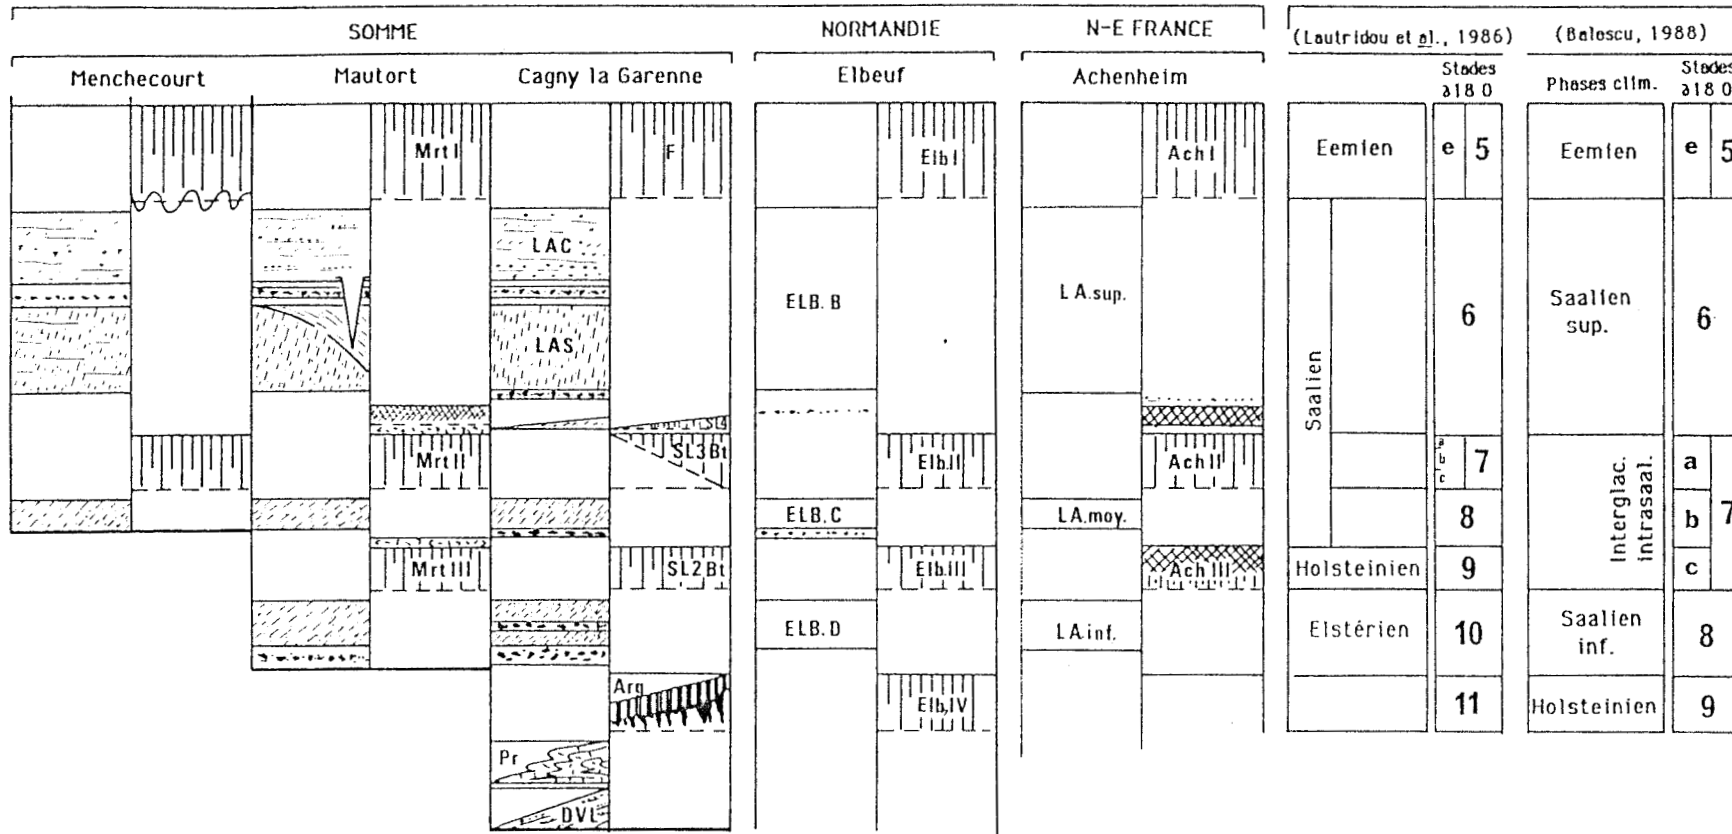 SOMME NORMANDIE N-E FRANCE (Lautridou et al., 1986) (Balescu, 1988)
Menchecourt Mautort Cagny la Garenne Elbeuf Achenheim Stades Phases clim. Stades
∂18 O ∂18 O
Mrt I F Elb I Ach I Eemien e 5 Eemien e 5
LAC
ELB. B L A.sup. 6 Saalien 6
sup.
LAS
Saalien
SL4
Mrt II SL3Bt Elb.II Ach II a b c 7 a
ELB. C L A.moy. 8 Interglac. b 7
intrasaal.
Mrt III SL2Bt Elb.III Ach III Holsteinien 9 c
ELB. D L A.inf. Elstérien 10 Saalien 8
inf.
Arg Elb.IV 11 Holsteinien 9
Pr
DVL